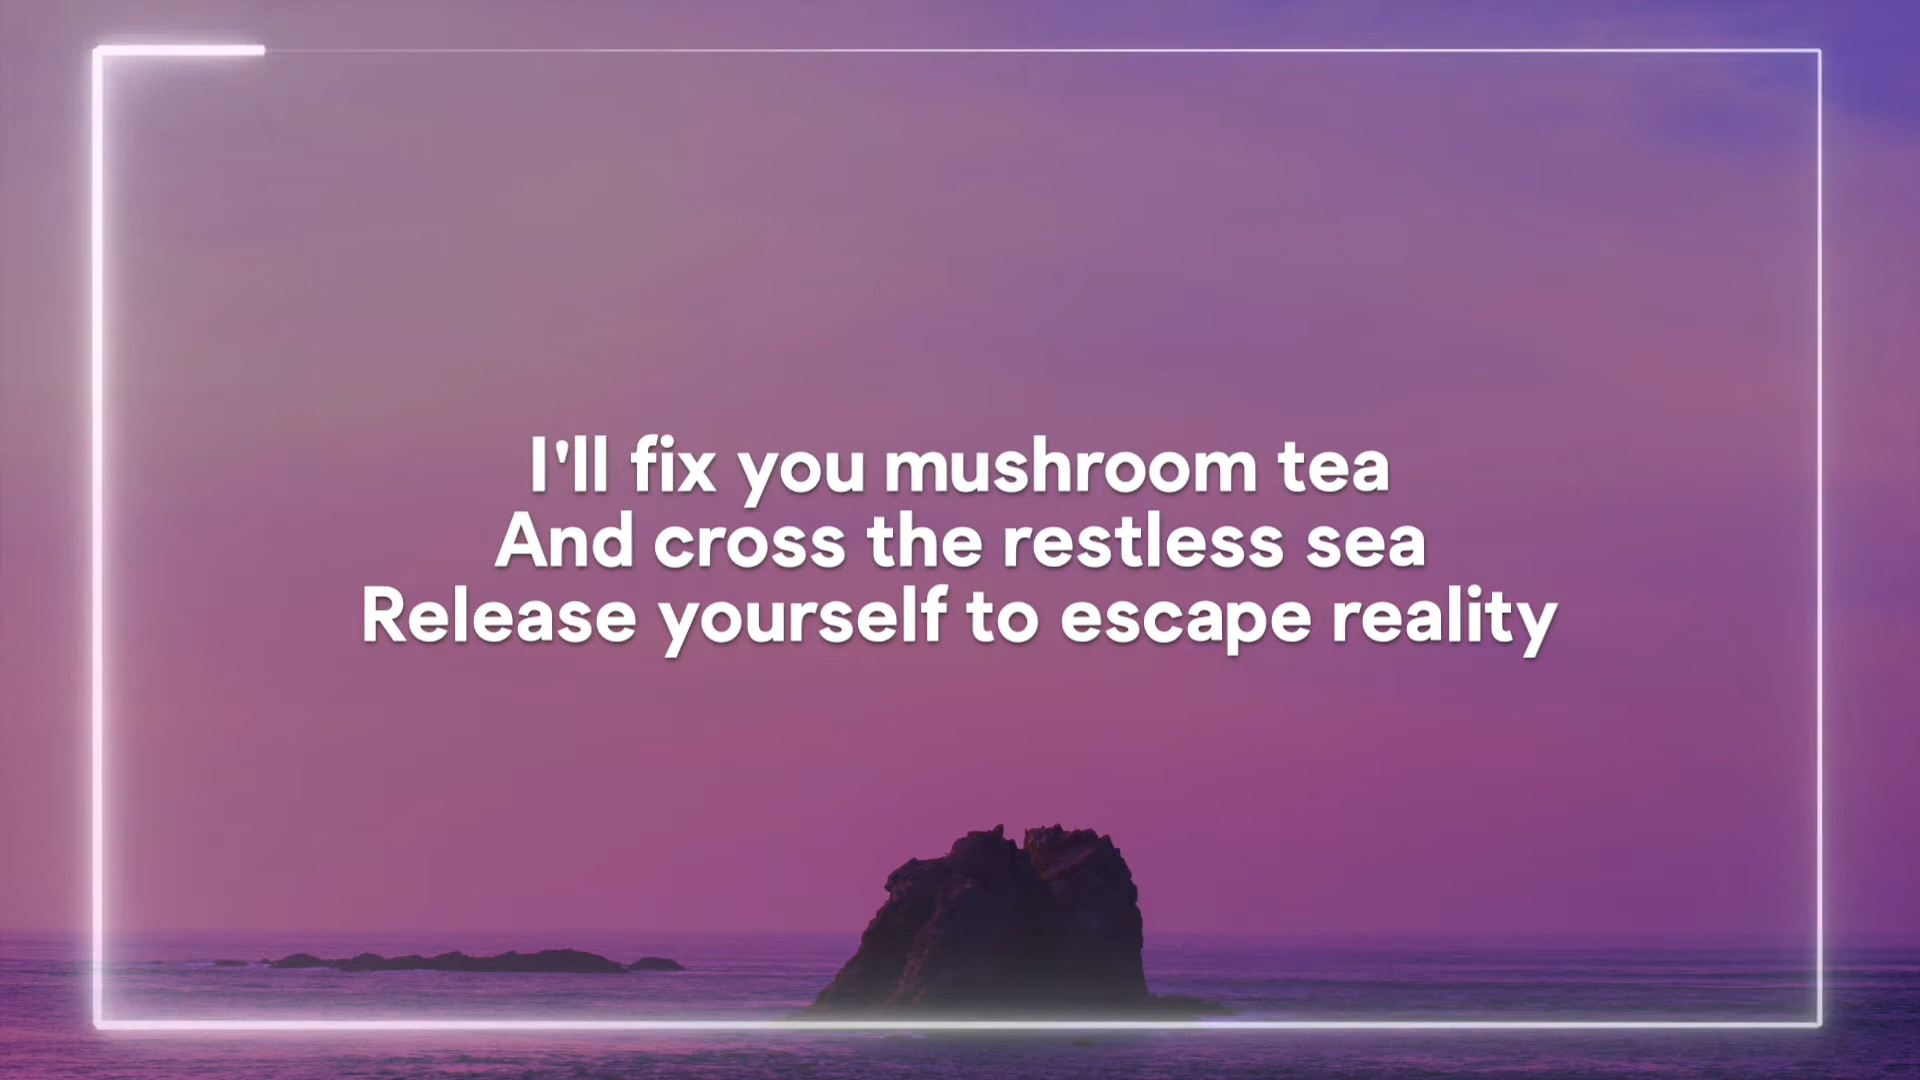 I'll fix you mushroom tea
And cross the restless sea
Release yourself to escape reality